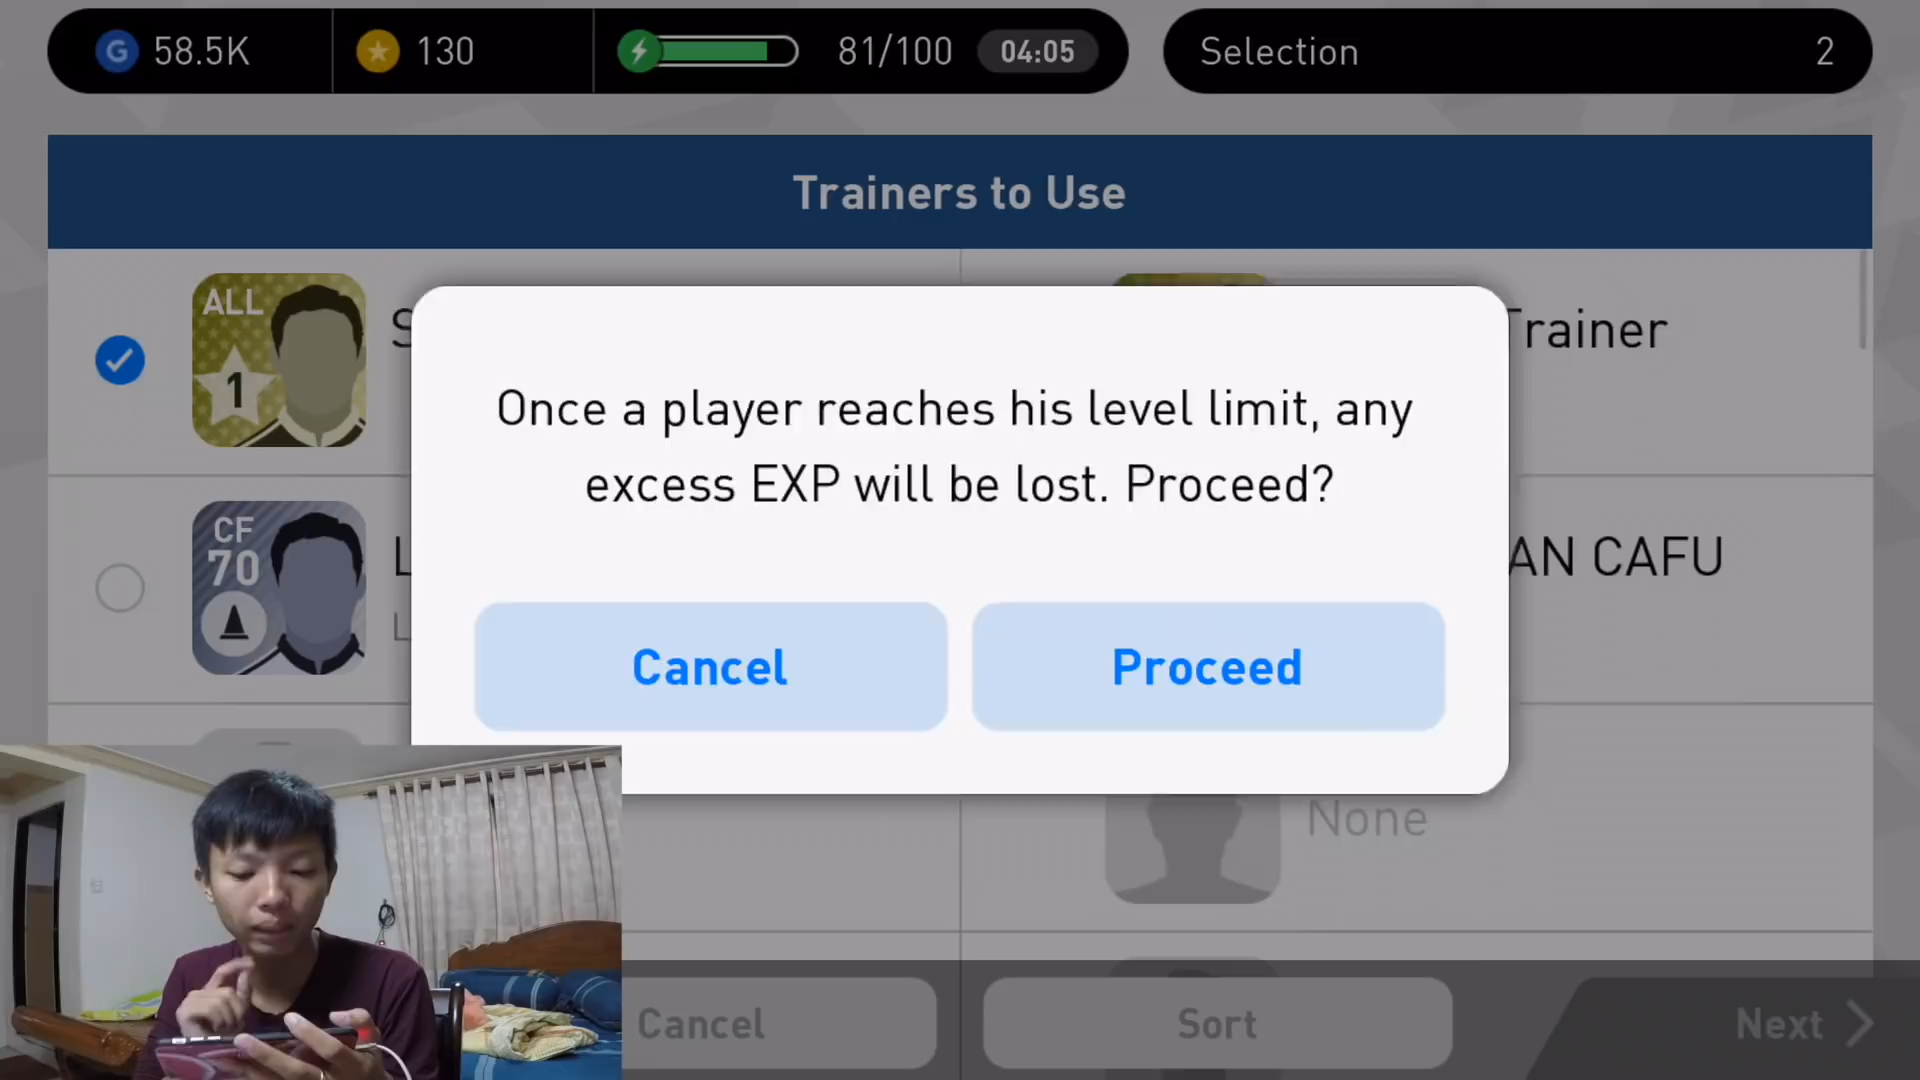 G 58.5K 130 81/100 04:05 Selection 2
Trainers to Use
ALL
1
Trainer
CF
70
AN CAFU
Once a player reaches his level limit, any
excess EXP will be lost. Proceed?
Cancel Proceed
None
Cancel Sort Next